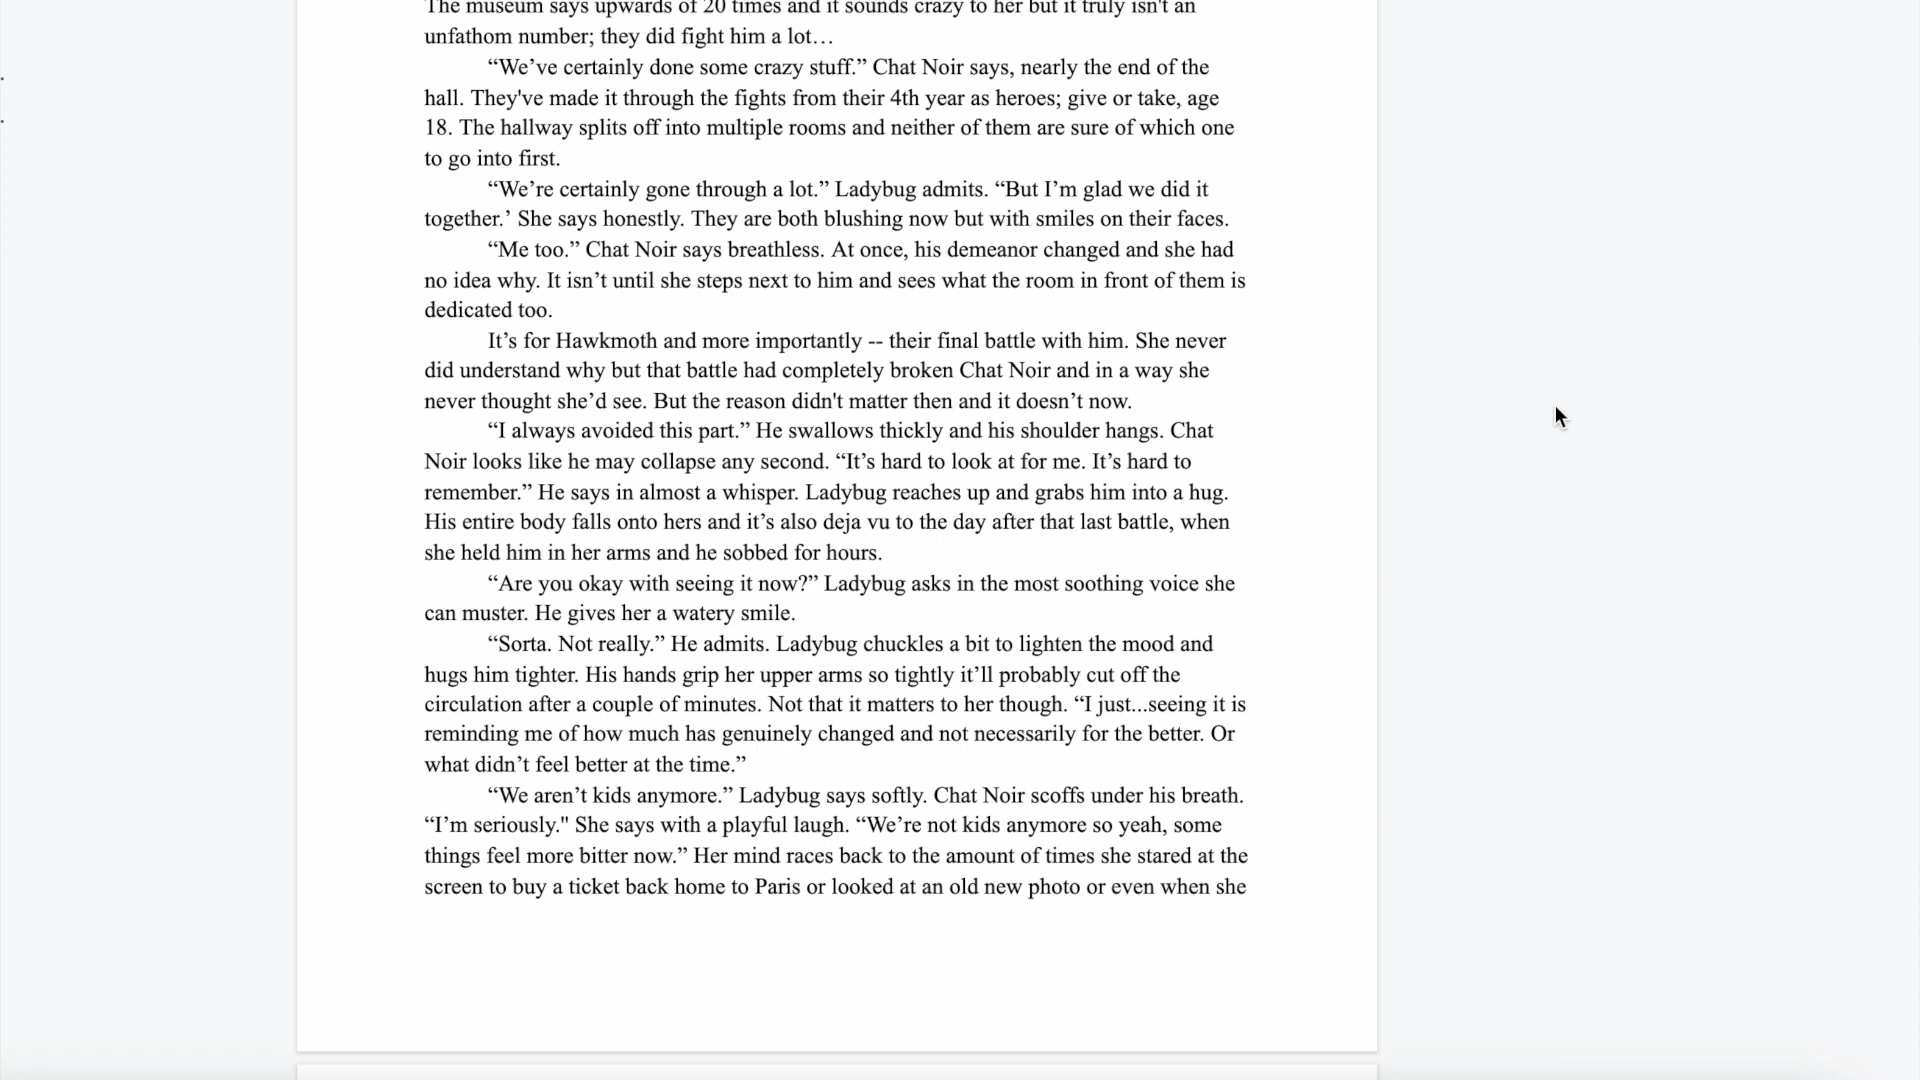 The museum says upwards of 20 times and it sounds crazy to her but it truly isn't an
unfathom number; they did fight him a lot…
“We’ve certainly done some crazy stuff.” Chat Noir says, nearly the end of the
hall. They've made it through the fights from their 4th year as heroes; give or take, age
18. The hallway splits off into multiple rooms and neither of them are sure of which one
to go into first.
“We’re certainly gone through a lot.” Ladybug admits. “But I’m glad we did it
together.’ She says honestly. They are both blushing now but with smiles on their faces.
“Me too.” Chat Noir says breathless. At once, his demeanor changed and she had
no idea why. It isn’t until she steps next to him and sees what the room in front of them is
dedicated too.
It’s for Hawkmoth and more importantly -- their final battle with him. She never
did understand why but that battle had completely broken Chat Noir and in a way she
never thought she’d see. But the reason didn't matter then and it doesn’t now.
“I always avoided this part.” He swallows thickly and his shoulder hangs. Chat
Noir looks like he may collapse any second. “It’s hard to look at for me. It’s hard to
remember.” He says in almost a whisper. Ladybug reaches up and grabs him into a hug.
His entire body falls onto hers and it’s also deja vu to the day after that last battle, when
she held him in her arms and he sobbed for hours.
“Are you okay with seeing it now?” Ladybug asks in the most soothing voice she
can muster. He gives her a watery smile.
“Sorta. Not really.” He admits. Ladybug chuckles a bit to lighten the mood and
hugs him tighter. His hands grip her upper arms so tightly it’ll probably cut off the
circulation after a couple of minutes. Not that it matters to her though. “I just...seeing it is
reminding me of how much has genuinely changed and not necessarily for the better. Or
what didn’t feel better at the time.”
“We aren’t kids anymore.” Ladybug says softly. Chat Noir scoffs under his breath.
“I’m seriously." She says with a playful laugh. “We’re not kids anymore so yeah, some
things feel more bitter now.” Her mind races back to the amount of times she stared at the
screen to buy a ticket back home to Paris or looked at an old new photo or even when she